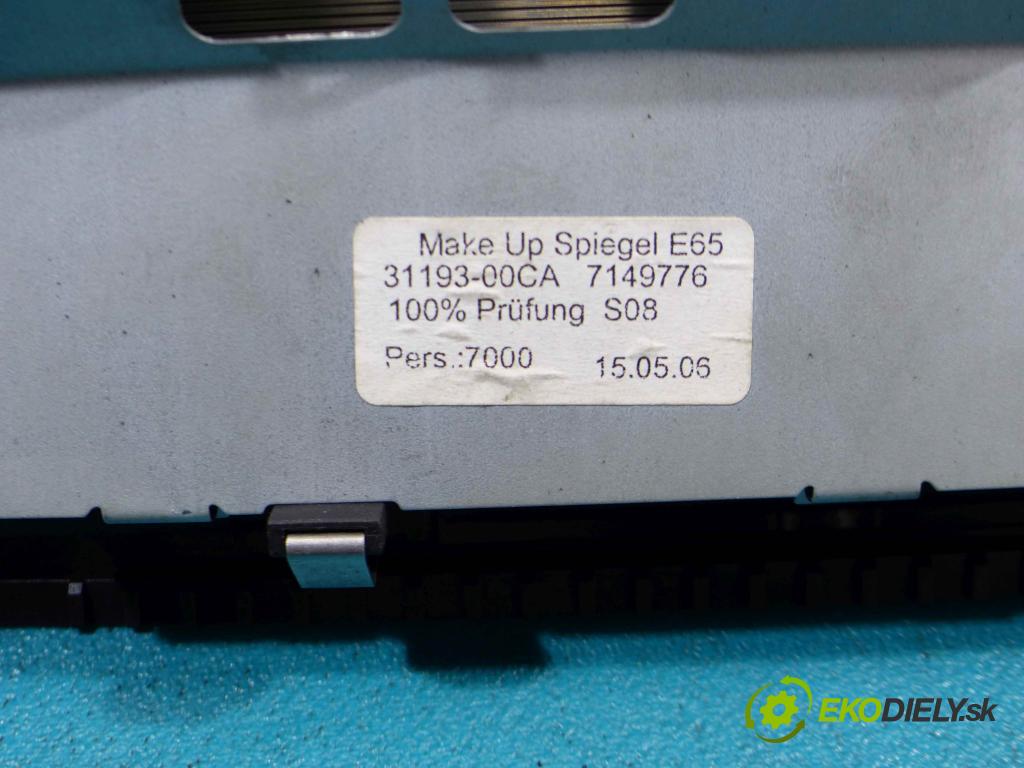 Make Up Spiegel E65
31193-00CA 7149776
100% Prüfung S08
Pers.:7000 15.05.06
EKODIELY.sk